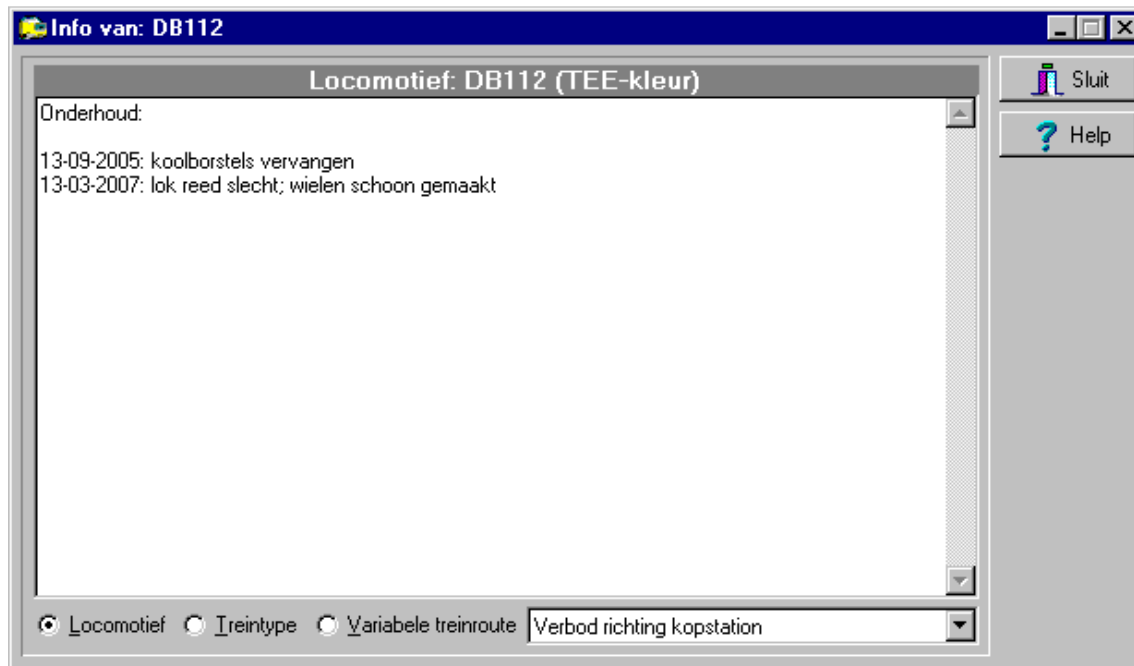 Info van: DB112
Locomotief: DB112 (TEE-kleur)
Onderhoud:
13-09-2005: koolborstels vervangen
13-03-2007: lok reed slecht; wielen schoon gemaakt
Sluit
Help
Locomotief Treintype Variabele treinroute Verbod richting kopstation